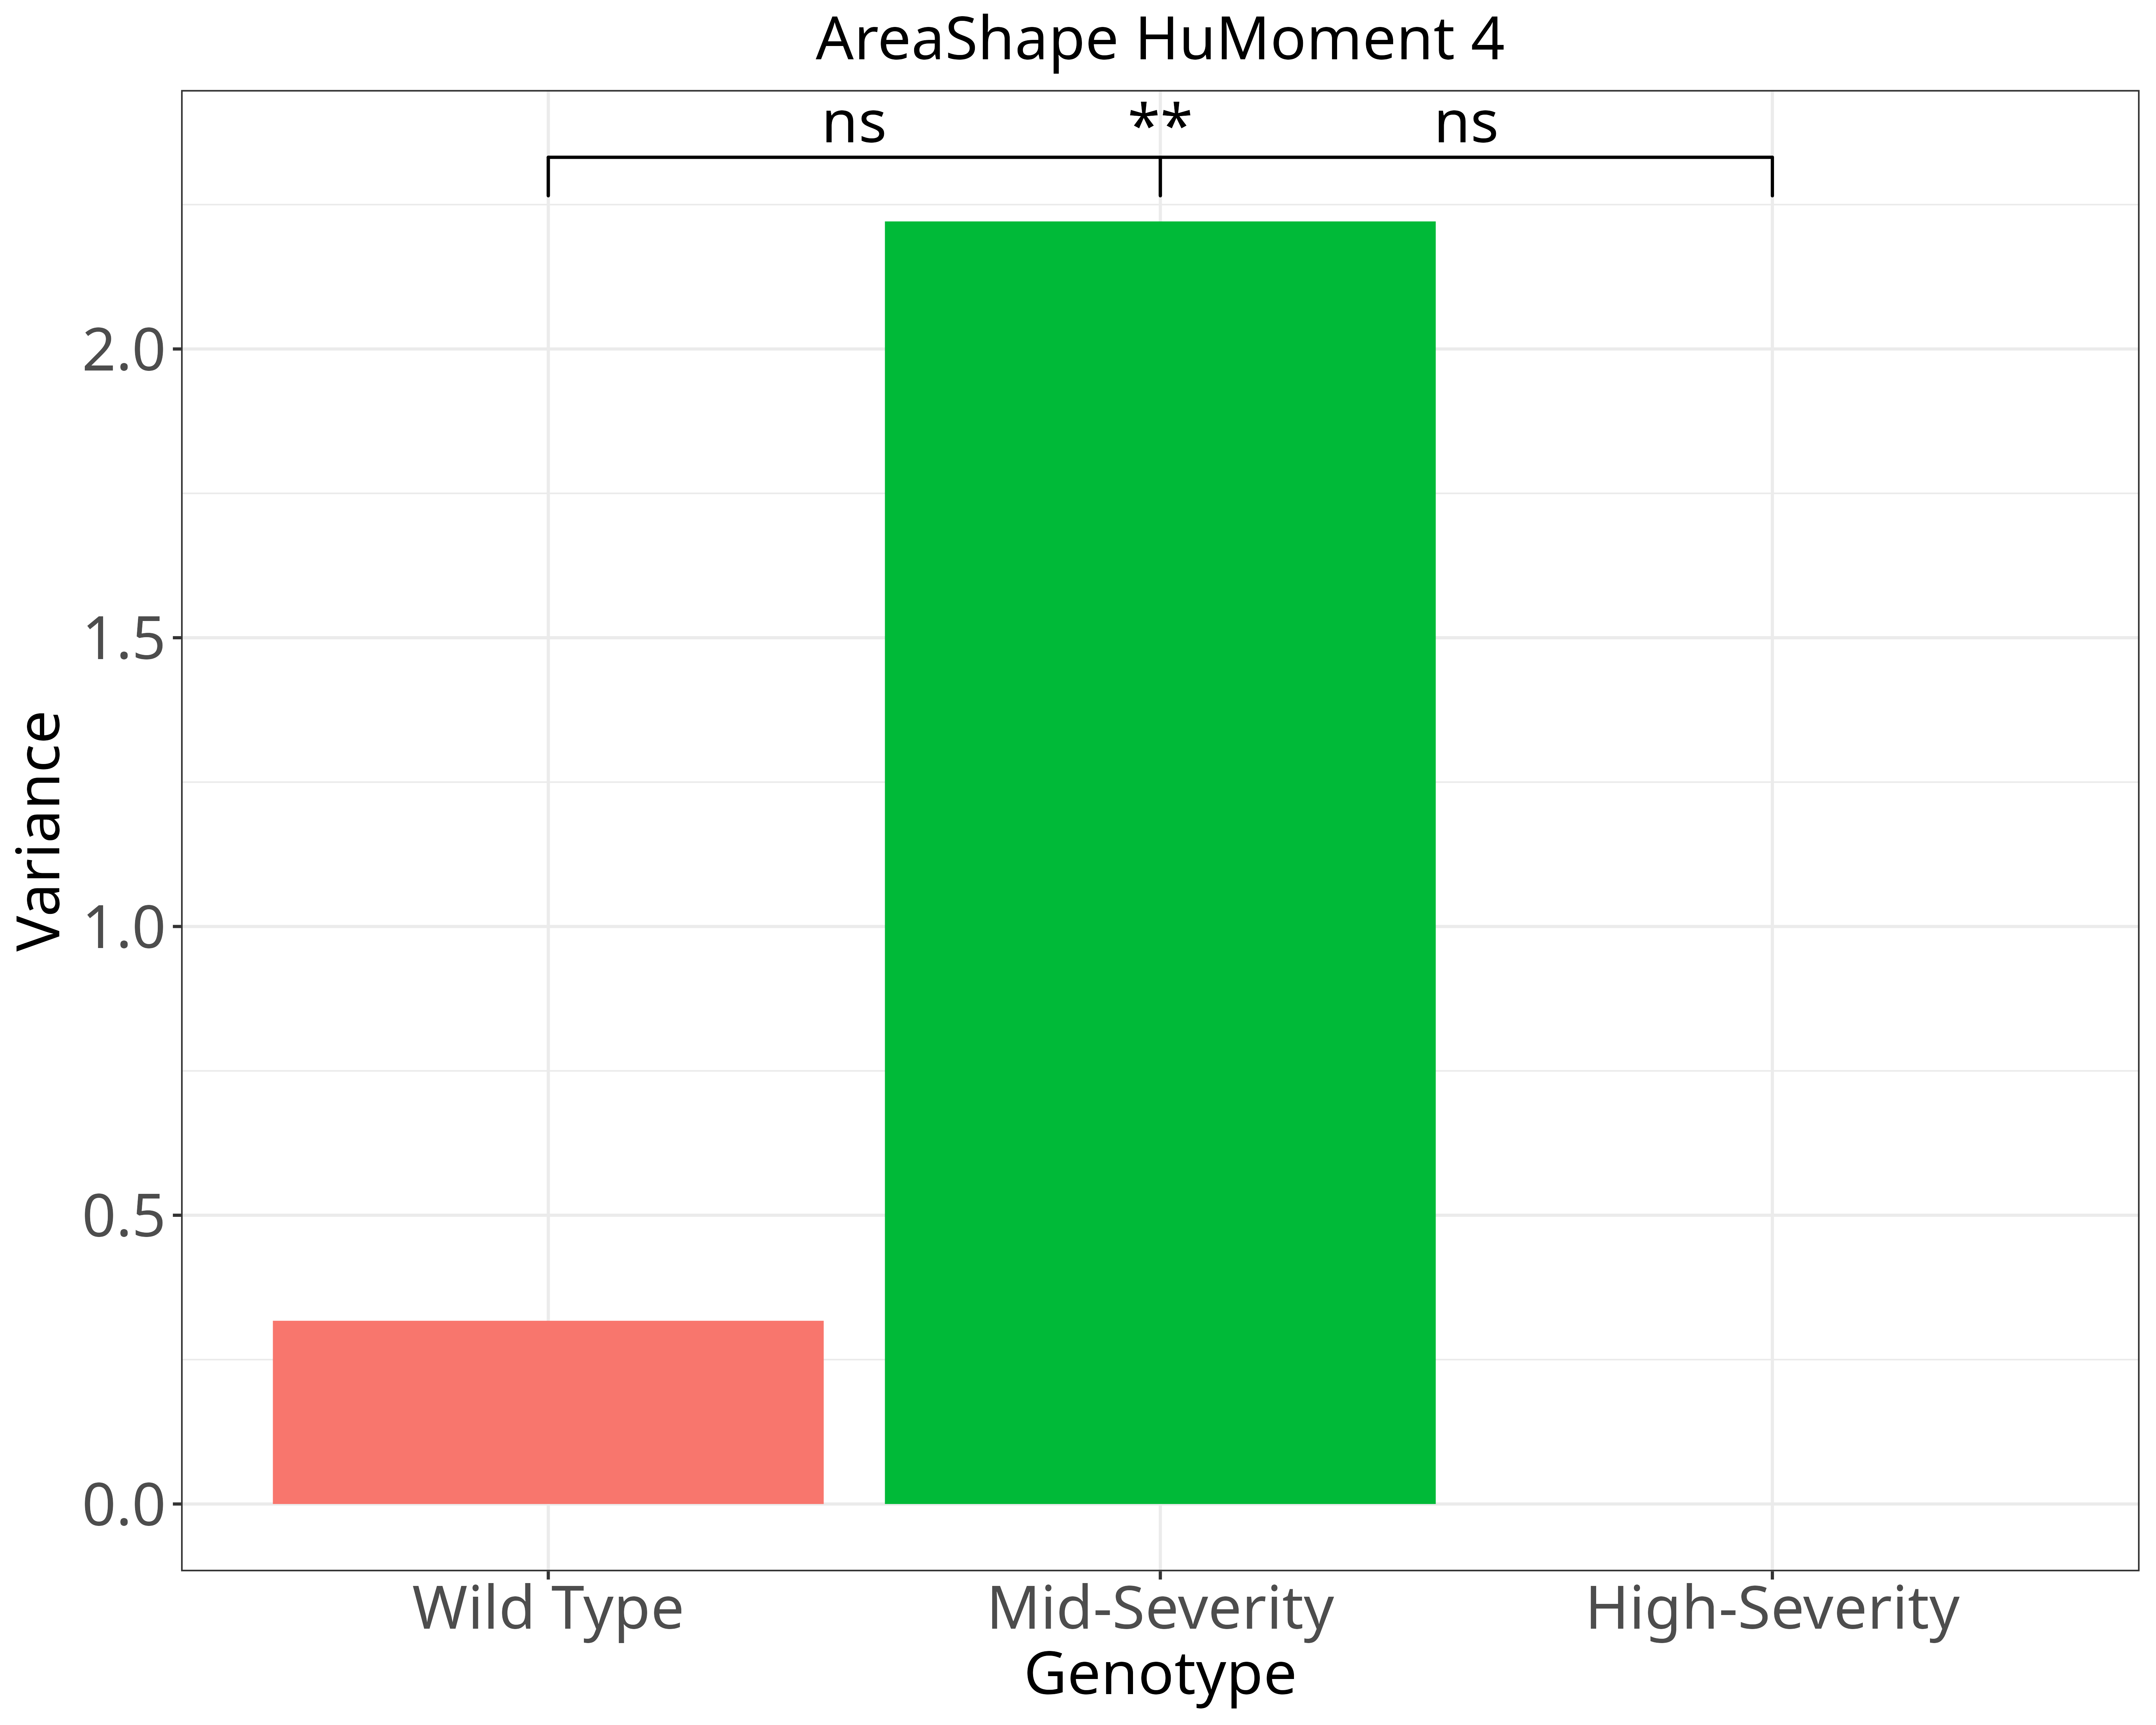 AreaShape HuMoment 4
ns ** ns
2.0
1.5
1.0
0.5
0.0
Variance
Wild Type Mid-Severity High-Severity
Genotype